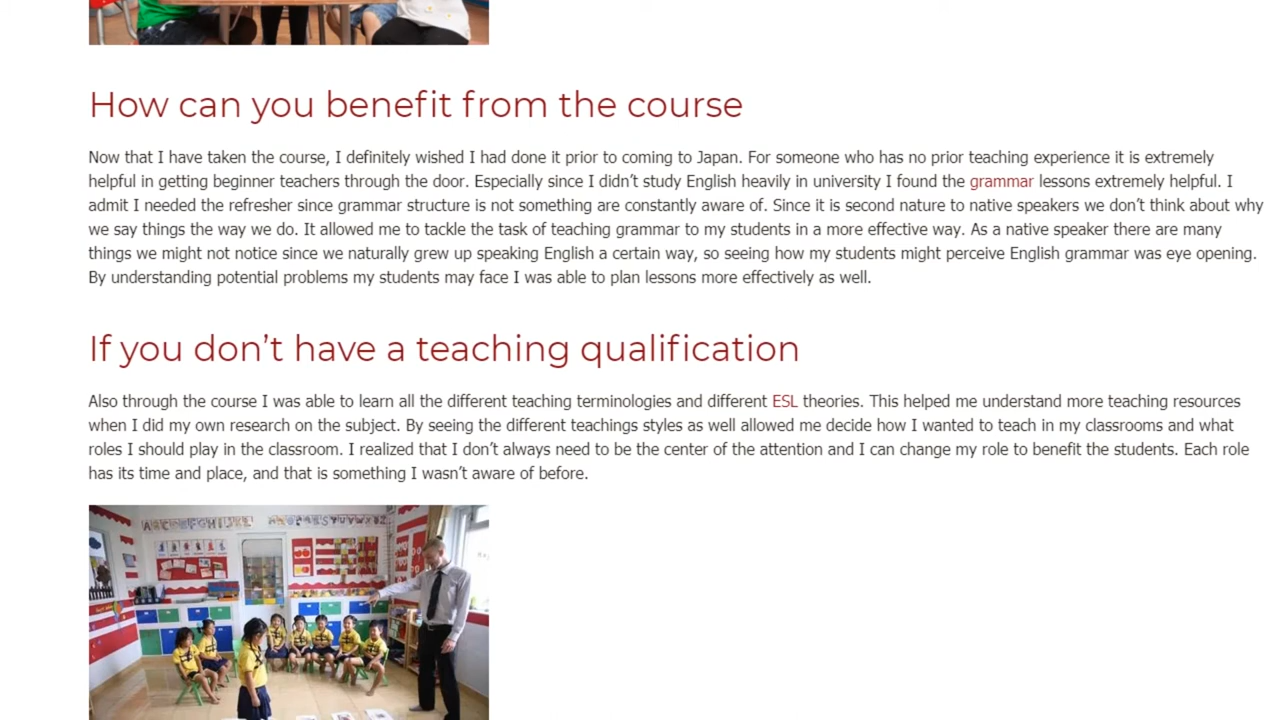 How can you benefit from the course
Now that I have taken the course, I definitely wished I had done it prior to coming to Japan. For someone who has no prior teaching experience it is extremely
helpful in getting beginner teachers through the door. Especially since I didn’t study English heavily in university I found the grammar lessons extremely helpful. I
admit I needed the refresher since grammar structure is not something are constantly aware of. Since it is second nature to native speakers we don’t think about why
we say things the way we do. It allowed me to tackle the task of teaching grammar to my students in a more effective way. As a native speaker there are many
things we might not notice since we naturally grew up speaking English a certain way, so seeing how my students might perceive English grammar was eye opening.
By understanding potential problems my students may face I was able to plan lessons more effectively as well.
If you don’t have a teaching qualification
Also through the course I was able to learn all the different teaching terminologies and different ESL theories. This helped me understand more teaching resources
when I did my own research on the subject. By seeing the different teachings styles as well allowed me decide how I wanted to teach in my classrooms and what
roles I should play in the classroom. I realized that I don’t always need to be the center of the attention and I can change my role to benefit the students. Each role
has its time and place, and that is something I wasn’t aware of before.